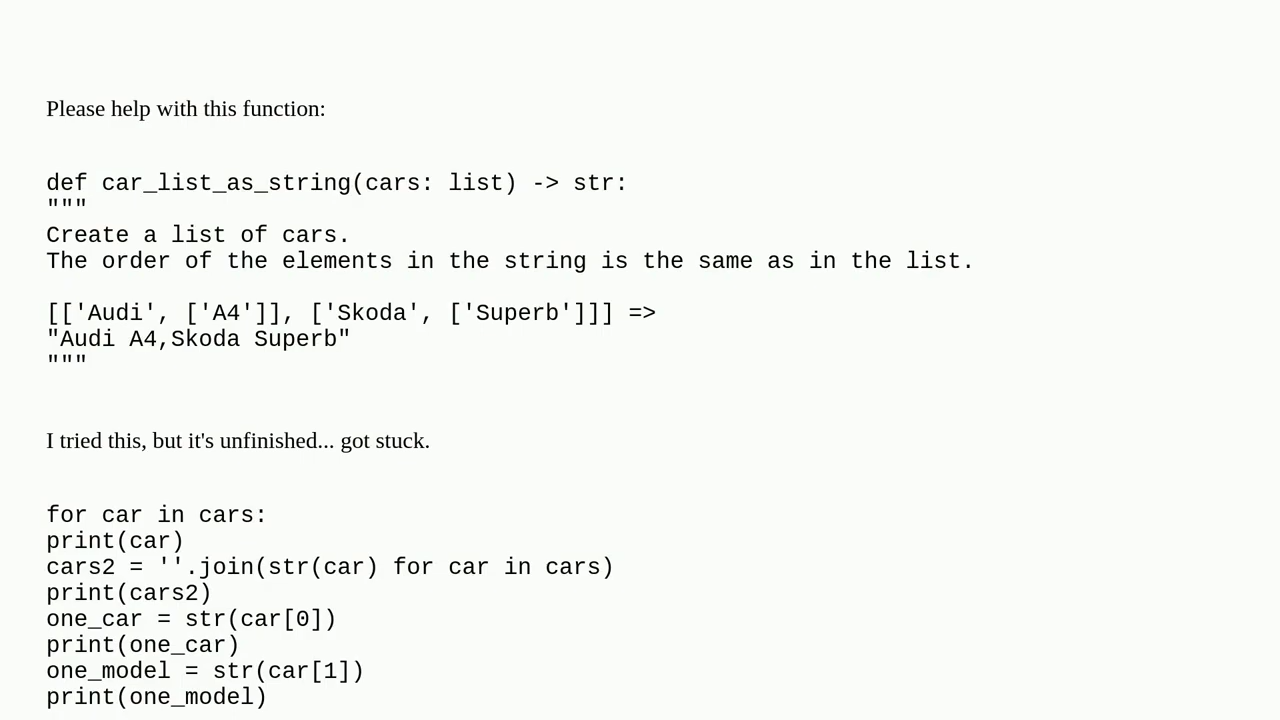 Please help with this function:
def car_list_as_string(cars: list) -> str:
"""
Create a list of cars.
The order of the elements in the string is the same as in the list.
[['Audi', ['A4']], ['Skoda', ['Superb']]] =>
"Audi A4,Skoda Superb"
"""
I tried this, but it's unfinished... got stuck.
for car in cars:
print(car)
cars2 = ''.join(str(car) for car in cars)
print(cars2)
one_car = str(car[0])
print(one_car)
one_model = str(car[1])
print(one_model)